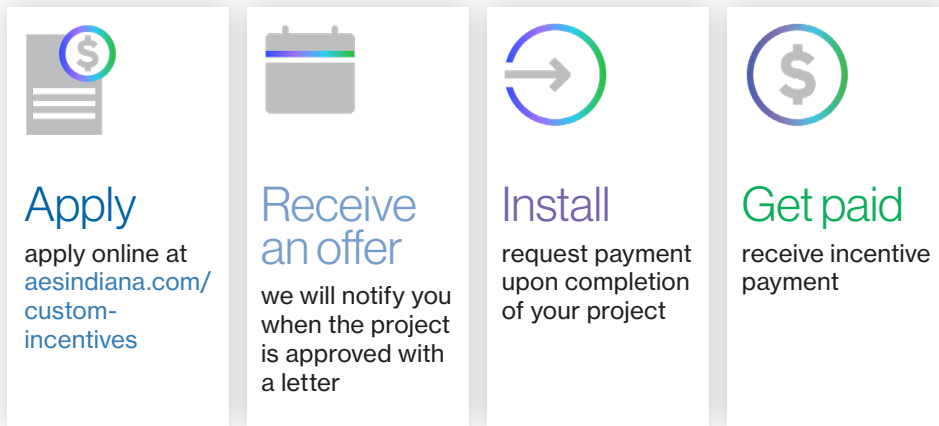 $
Apply
apply online at
aesindiana.com/
custom-
incentives
Receive
an offer
we will notify you
when the project
is approved with
a letter
Install
request payment
upon completion
of your project
$
Get paid
receive incentive
payment